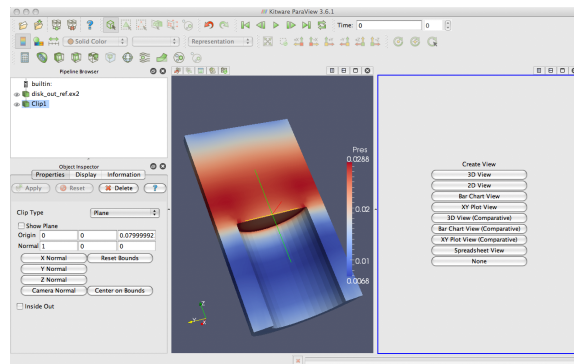 Kitware ParaView 3.6.1
Time: 0 0
Solid Color
Representation
Pipeline Browser
builtin:
disk_out_ref.ex2
Clip1
Object Inspector
Properties Display Information
Apply Reset Delete ?
Clip Type Plane
Show Plane
Origin 0 0 0.07999992
Normal 1 0 0
X Normal Reset Bounds
Y Normal
Z Normal
Camera Normal Center on Bounds
Inside Out
Pres
0.0288
0.02
0.01
0.0068
Z
Y
X
Create View
3D View
2D View
Bar Chart View
XY Plot View
3D View (Comparative)
Bar Chart View (Comparative)
XY Plot View (Comparative)
Spreadsheet View
None